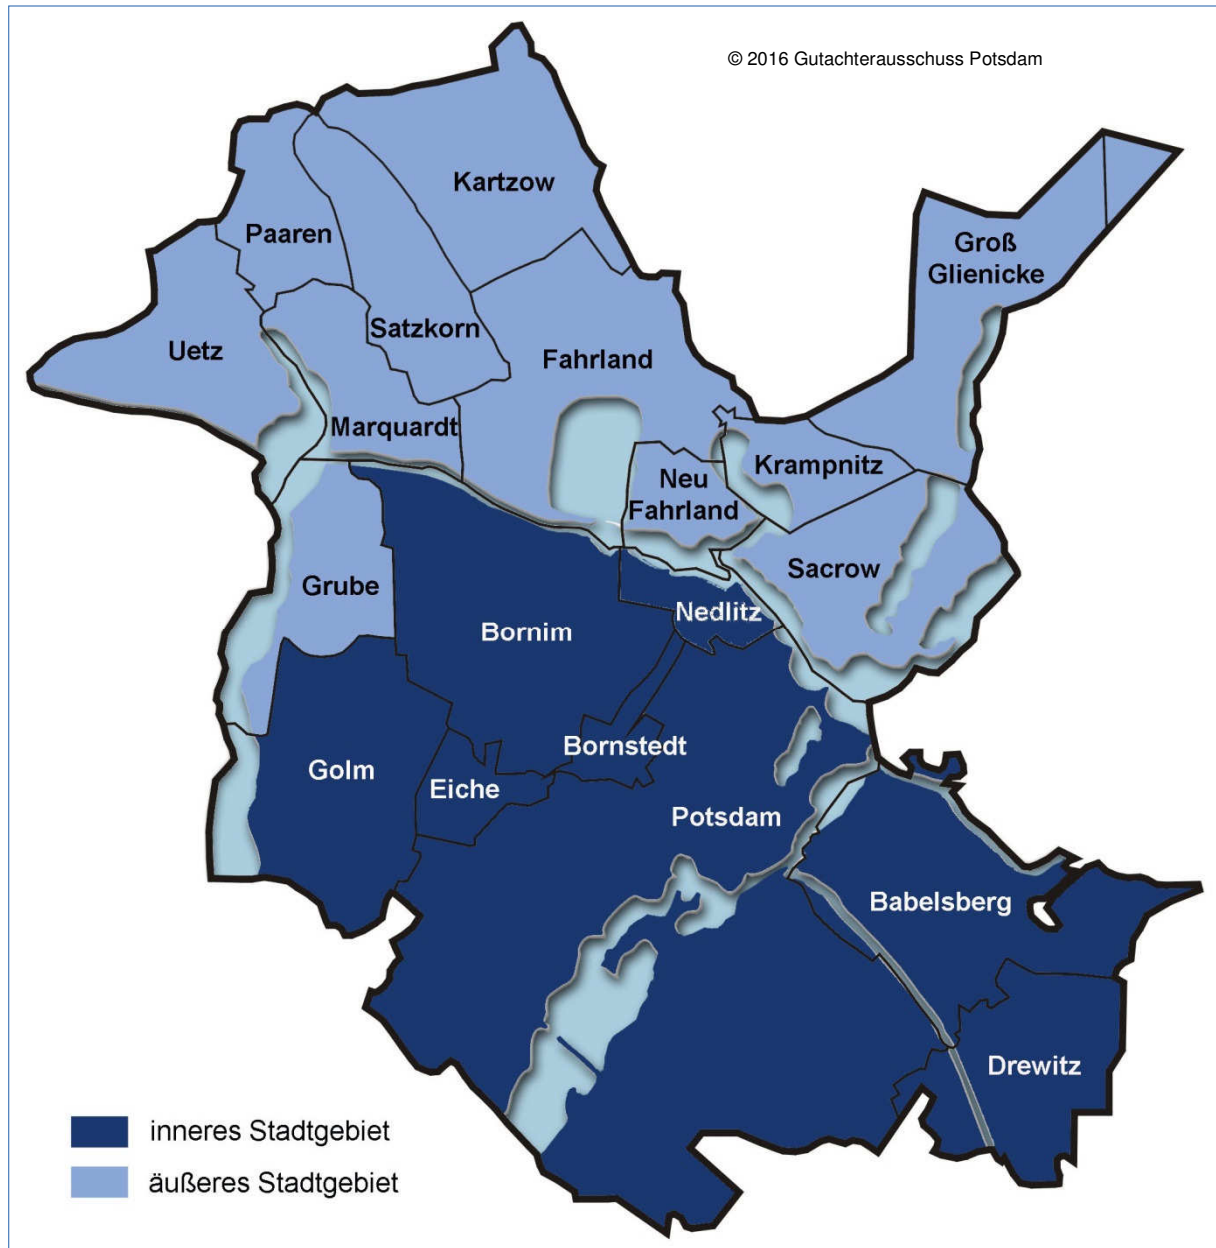 © 2016 Gutachterausschuss Potsdam
Kartzow
Paaren
Groß
Glienicke
Satzkorn
Uetz
Fahrland
Marquardt
Krampnitz
Neu
Fahrland
Sacrow
Grube
Nedlitz
Bornim
Bornstedt
Golm
Eiche
Potsdam
Babelsberg
Drewitz
inneres Stadtgebiet
äußeres Stadtgebiet